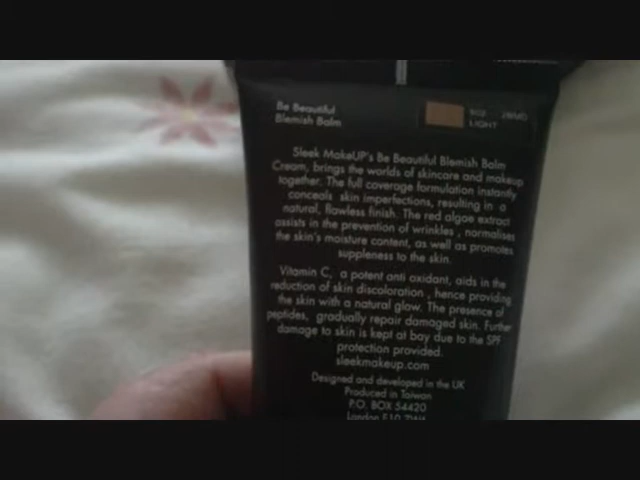 Be Beautiful
Blemish Balm
LIGHT
Sleek MakeUP's Be Beautiful Blemish Balm
Cream, brings the worlds of skincare and makeup
together. The full coverage formulation instantly
conceals skin imperfections, resulting in a
natural, flawless finish. The red algae extract
assists in the prevention of wrinkles , normalises
the skin's moisture content, as well as promotes
suppleness to the skin.
Vitamin C, a potent anti oxidant, aids in the
reduction of skin discoloration , hence providing
the skin with a natural glow. The presence of
peptides, gradually repair damaged skin. Further
damage to skin is kept at bay due to the SPF
protection provided.
sleekmakeup.com
Designed and developed in the UK
Produced in Taiwan
P.O. BOX 54420
London E10